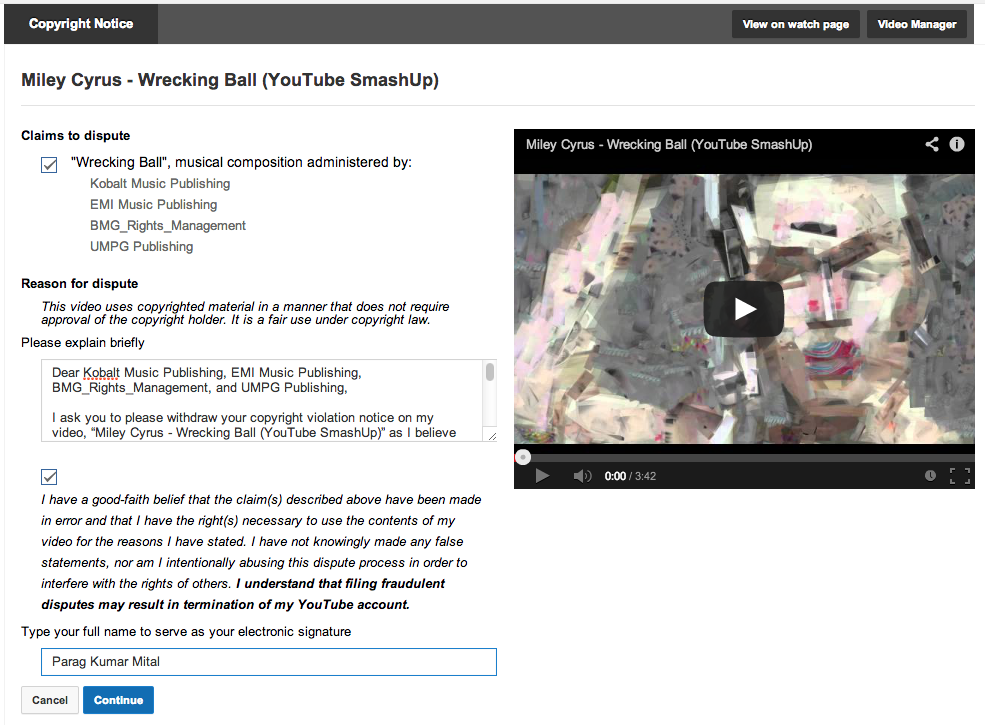 Copyright Notice
View on watch page
Video Manager
Miley Cyrus - Wrecking Ball (YouTube SmashUp)
Claims to dispute
"Wrecking Ball", musical composition administered by:
Kobalt Music Publishing
EMI Music Publishing
BMG_Rights_Management
UMPG Publishing
Reason for dispute
This video uses copyrighted material in a manner that does not require
approval of the copyright holder. It is a fair use under copyright law.
Please explain briefly
Dear Kobalt Music Publishing, EMI Music Publishing,
BMG_Rights_Management, and UMPG Publishing,
I ask you to please withdraw your copyright violation notice on my
video, “Miley Cyrus - Wrecking Ball (YouTube SmashUp)” as I believe
I have a good-faith belief that the claim(s) described above have been made
in error and that I have the right(s) necessary to use the contents of my
video for the reasons I have stated. I have not knowingly made any false
statements, nor am I intentionally abusing this dispute process in order to
interfere with the rights of others. I understand that filing fraudulent
disputes may result in termination of my YouTube account.
Type your full name to serve as your electronic signature
Parag Kumar Mital
Cancel
Continue
Miley Cyrus - Wrecking Ball (YouTube SmashUp)
0:00 / 3:42